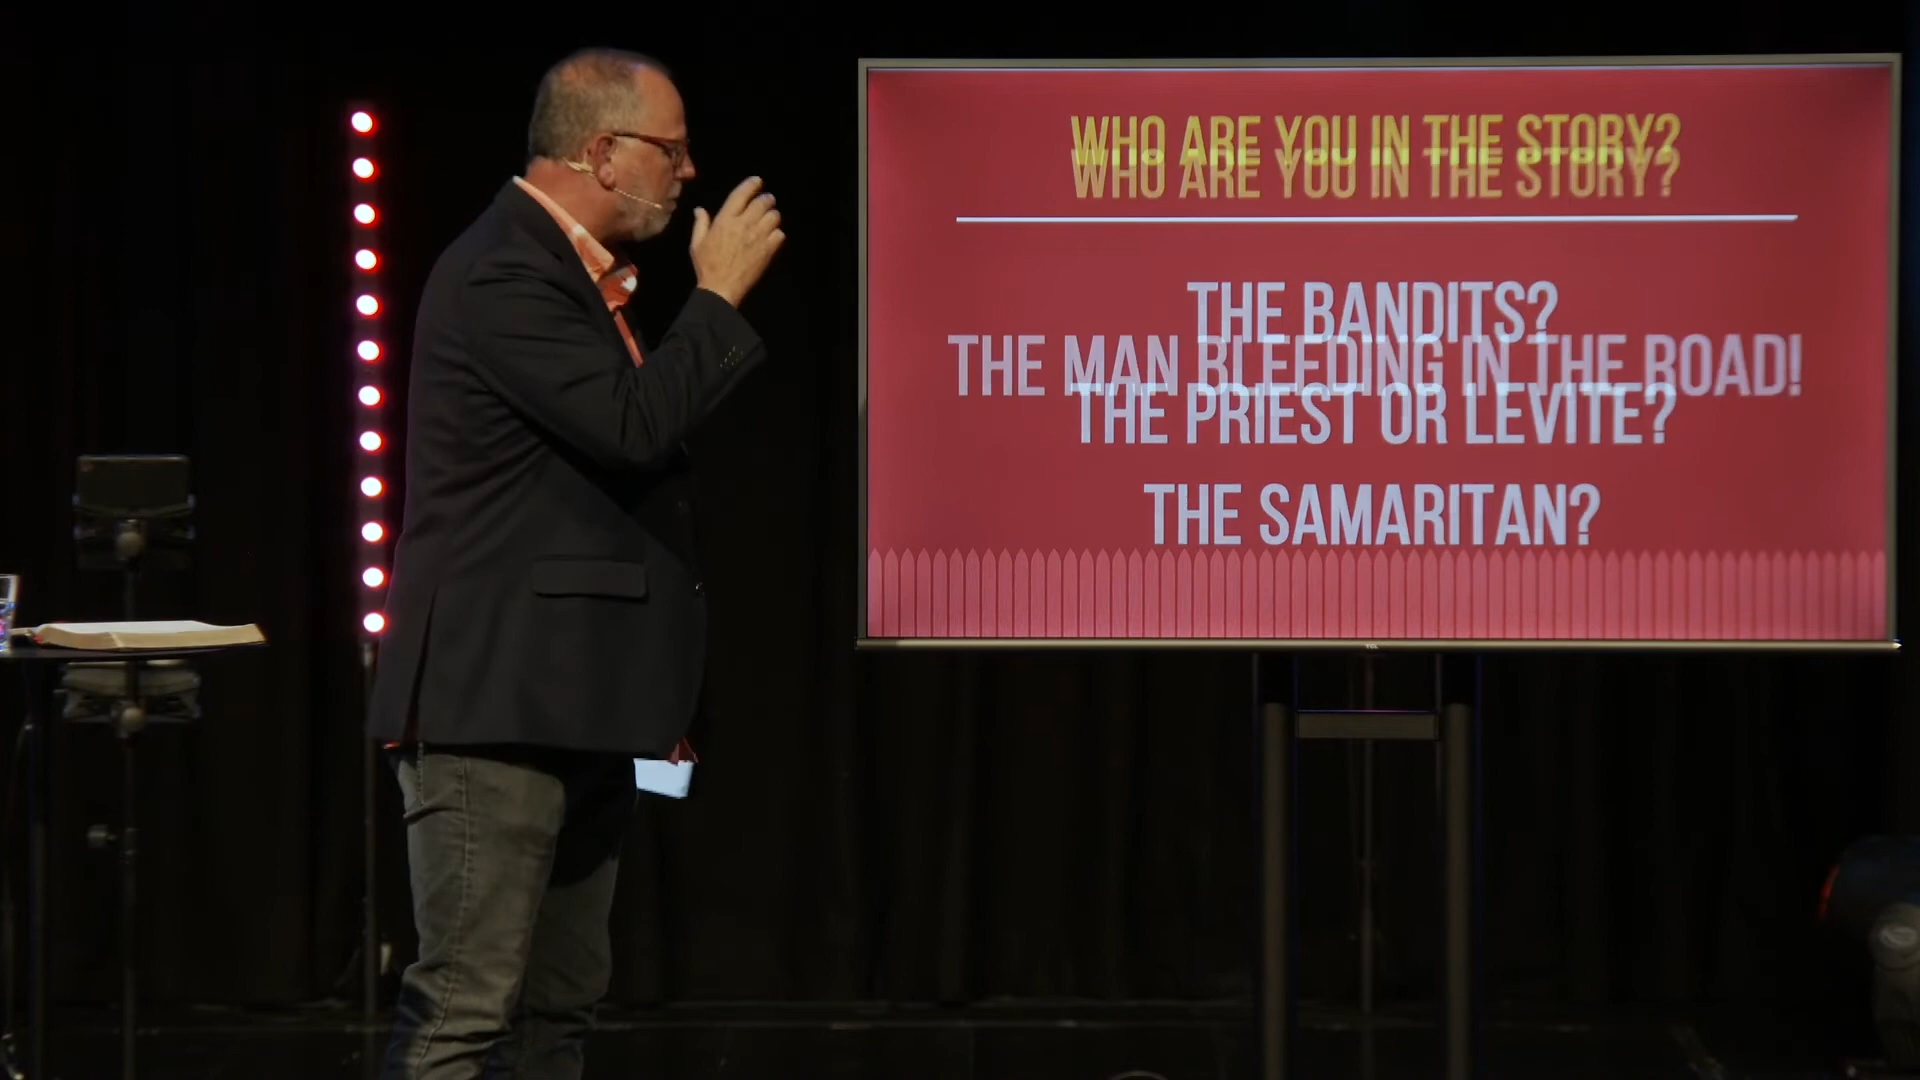 WHO ARE YOU IN THE STORY?
WHO ARE YOU IN THE STORY?
THE BANDITS?
THE MAN BLEEDING IN THE ROAD!
THE PRIEST OR LEVITE?
THE SAMARITAN?
TCL